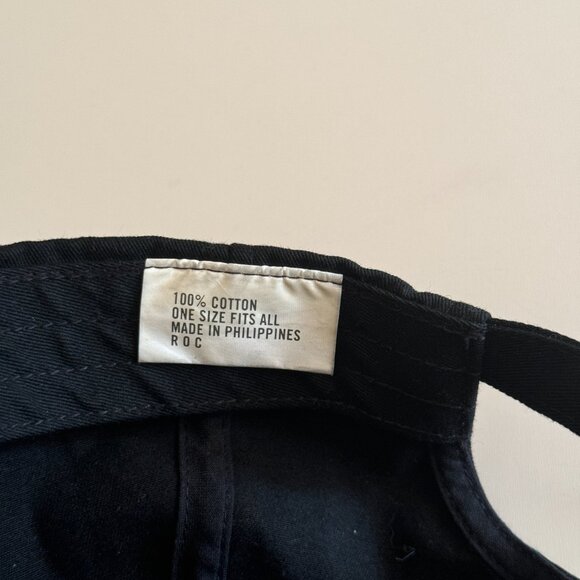 100% COTTON
ONE SIZE FITS ALL
MADE IN PHILIPPINES
R O C